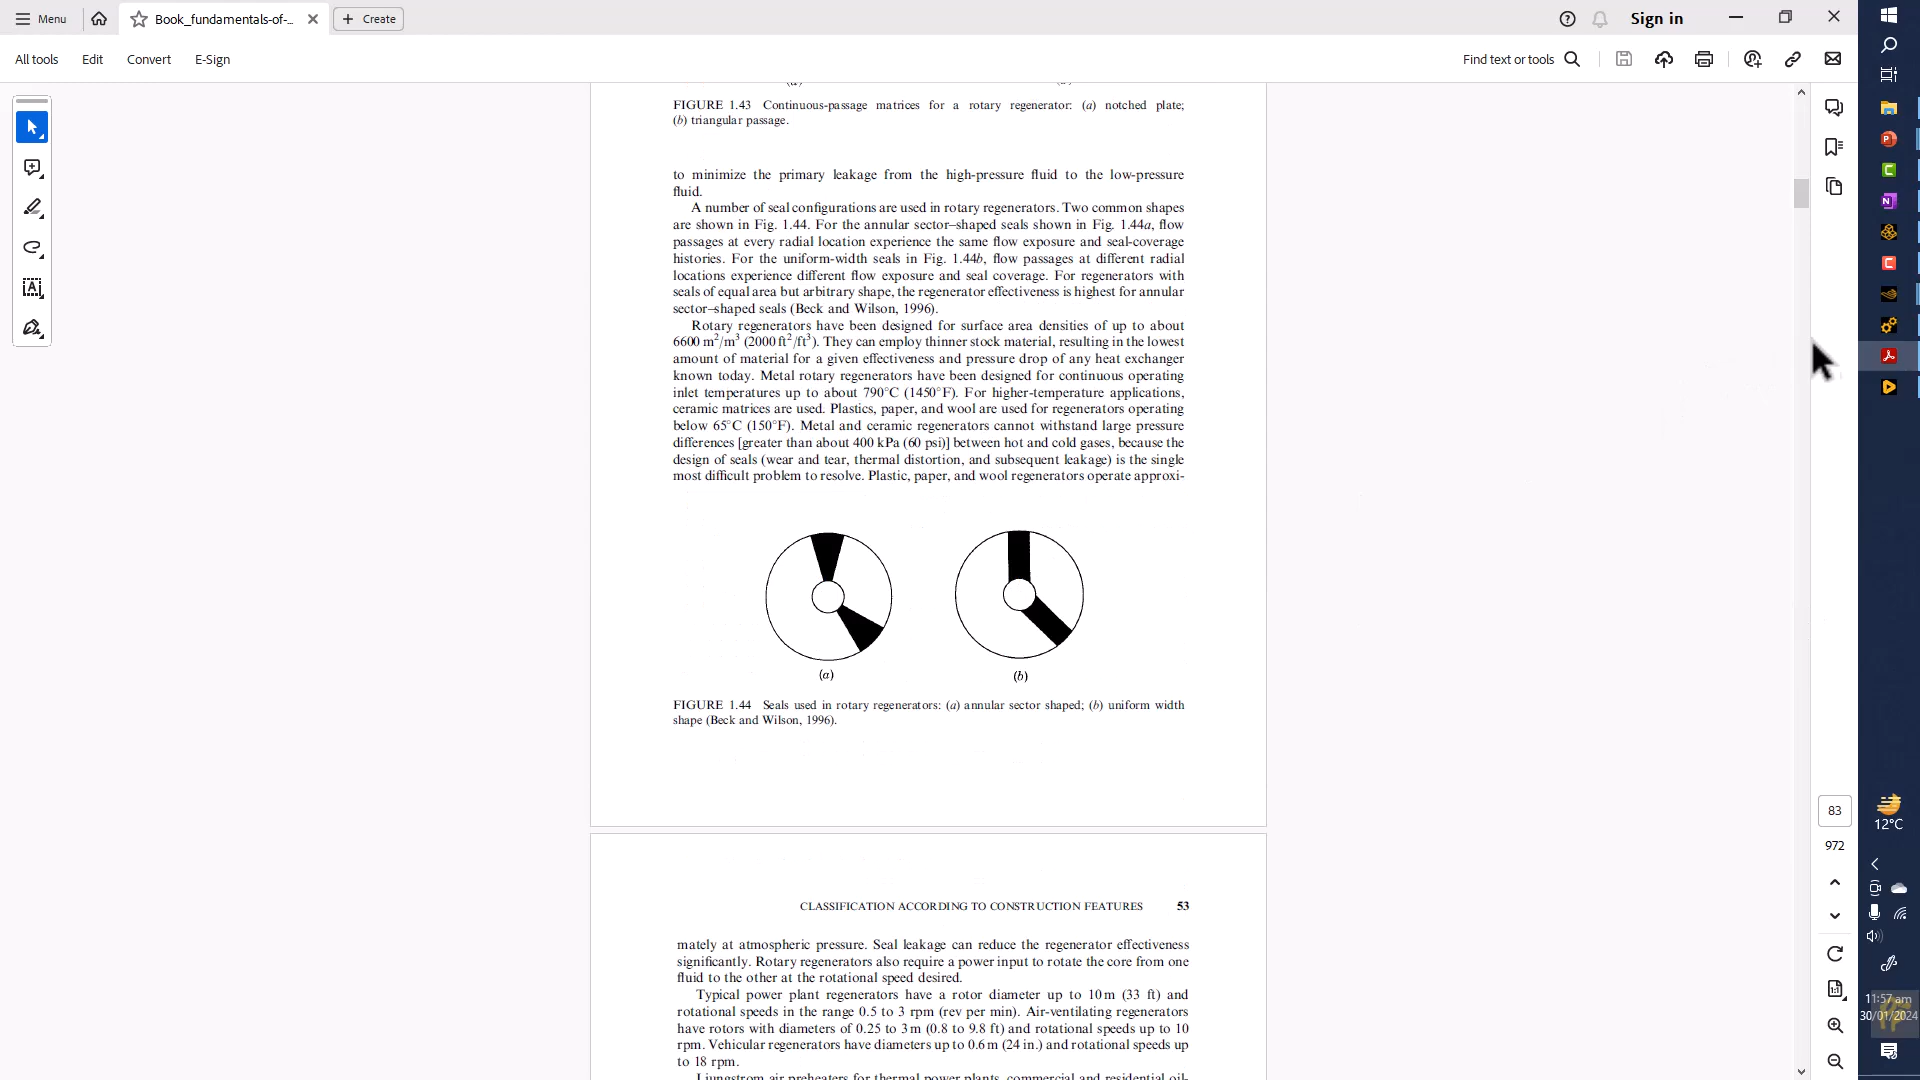 Menu
Book_fundamentals-of-...
Create
Sign in
All tools
Edit
Convert
E-Sign
Find text or tools
FIGURE 1.43 Continuous-passage matrices for a rotary regenerator: (a) notched plate;
(b) triangular passage.
to minimize the primary leakage from the high-pressure fluid to the low-pressure
fluid.
A number of seal configurations are used in rotary regenerators. Two common shapes
are shown in Fig. 1.44. For the annular sector–shaped seals shown in Fig. 1.44a, flow
passages at every radial location experience the same flow exposure and seal-coverage
histories. For the uniform-width seals in Fig. 1.44b, flow passages at different radial
locations experience different flow exposure and seal coverage. For regenerators with
seals of equal area but arbitrary shape, the regenerator effectiveness is highest for annular
sector–shaped seals (Beck and Wilson, 1996).
Rotary regenerators have been designed for surface area densities of up to about
6600 m²/m³ (2000 ft²/ft³). They can employ thinner stock material, resulting in the lowest
amount of material for a given effectiveness and pressure drop of any heat exchanger
known today. Metal rotary regenerators have been designed for continuous operating
inlet temperatures up to about 790°C (1450°F). For higher-temperature applications,
ceramic matrices are used. Plastics, paper, and wool are used for regenerators operating
below 65°C (150°F). Metal and ceramic regenerators cannot withstand large pressure
differences [greater than about 400 kPa (60 psi)] between hot and cold gases, because the
design of seals (wear and tear, thermal distortion, and subsequent leakage) is the single
most difficult problem to resolve. Plastic, paper, and wool regenerators operate approxi-
(a)
(b)
FIGURE 1.44 Seals used in rotary regenerators: (a) annular sector shaped; (b) uniform width
shape (Beck and Wilson, 1996).
CLASSIFICATION ACCORDING TO CONSTRUCTION FEATURES 53
mately at atmospheric pressure. Seal leakage can reduce the regenerator effectiveness
significantly. Rotary regenerators also require a power input to rotate the core from one
fluid to the other at the rotational speed desired.
Typical power plant regenerators have a rotor diameter up to 10 m (33 ft) and
rotational speeds in the range 0.5 to 3 rpm (rev per min). Air-ventilating regenerators
have rotors with diameters of 0.25 to 3 m (0.8 to 9.8 ft) and rotational speeds up to 10
rpm. Vehicular regenerators have diameters up to 0.6 m (24 in.) and rotational speeds up
to 18 rpm.
Ljungstrom air preheaters for thermal power plants, commercial and residential oil-
83
972
12°C
11:57 am
30/01/2024